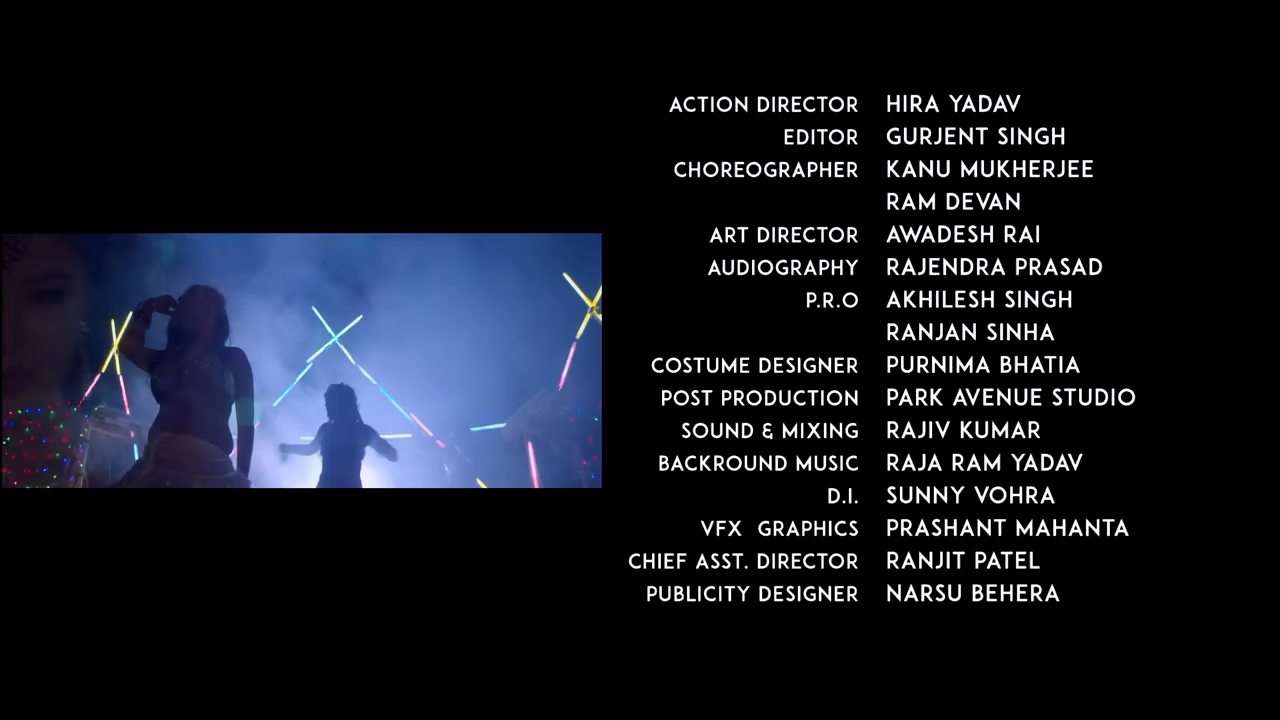 ACTION DIRECTOR HIRA YADAV
EDITOR GURJENT SINGH
CHOREOGRAPHER KANU MUKHERJEE
RAM DEVAN
ART DIRECTOR AWADESH RAI
AUDIOGRAPHY RAJENDRA PRASAD
P.R.O AKHILESH SINGH
RANJAN SINHA
COSTUME DESIGNER PURNIMA BHATIA
POST PRODUCTION PARK AVENUE STUDIO
SOUND & MIXING RAJIV KUMAR
BACKROUND MUSIC RAJA RAM YADAV
D.I. SUNNY VOHRA
VFX GRAPHICS PRASHANT MAHANTA
CHIEF ASST. DIRECTOR RANJIT PATEL
PUBLICITY DESIGNER NARSU BEHERA